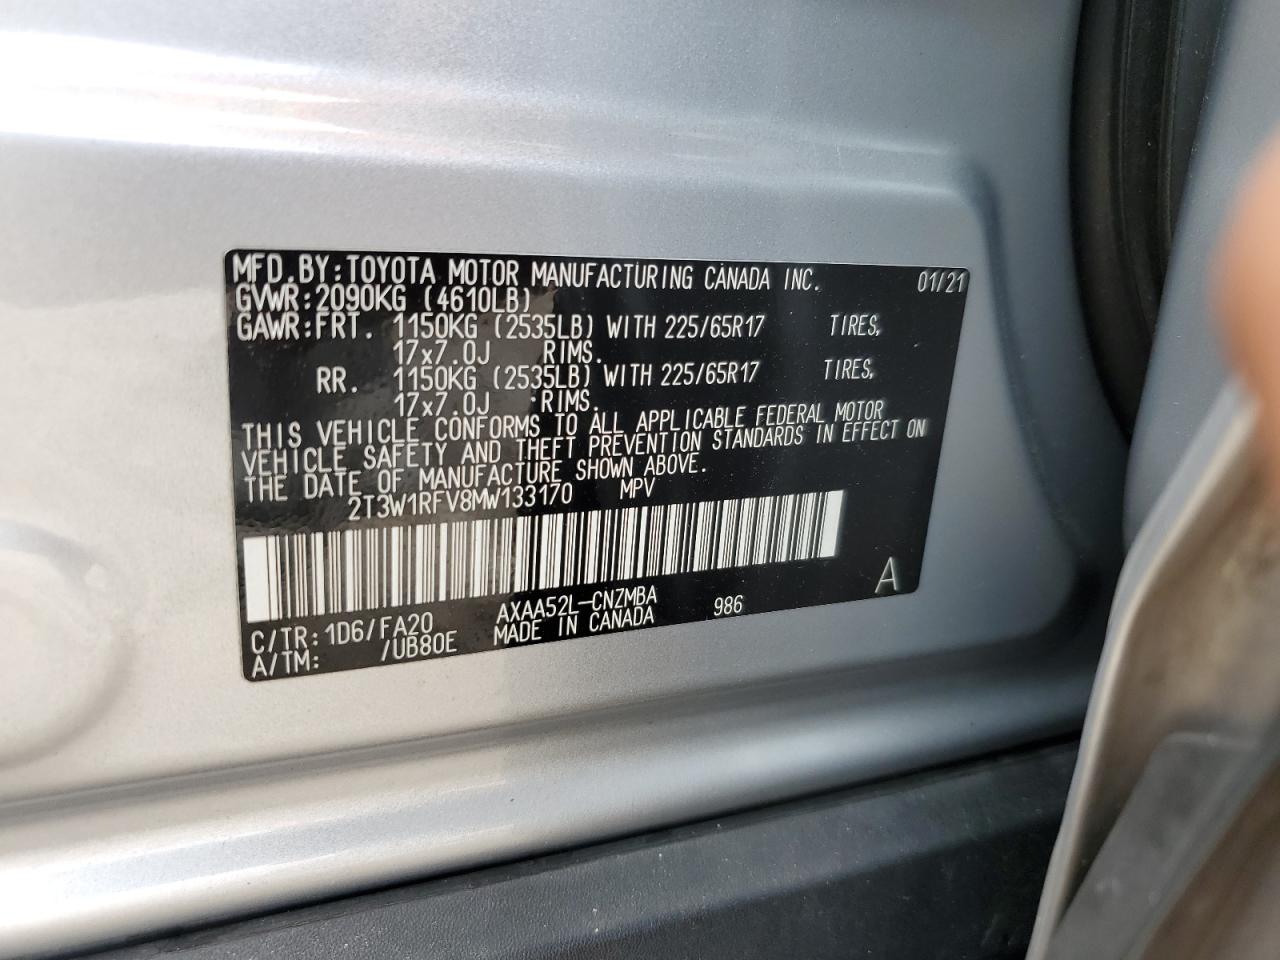 MFD.BY:TOYOTA MOTOR MANUFACTURING CANADA INC. 01/21
GVWR:2090KG (4610LB)
GAWR:FRT. 1150KG (2535LB) WITH 225/65R17 TIRES,
17x7.0J RIMS.
RR. 1150KG (2535LB) WITH 225/65R17 TIRES,
17x7.0J RIMS.
THIS VEHICLE CONFORMS TO ALL APPLICABLE FEDERAL MOTOR
VEHICLE SAFETY AND THEFT PREVENTION STANDARDS IN EFFECT ON
THE DATE OF MANUFACTURE SHOWN ABOVE.
2T3W1RFV8MW133170 MPV
A
C/TR:1D6/FA20 AXAA52L-CNZMBA 986
A/TM: /UB80E MADE IN CANADA